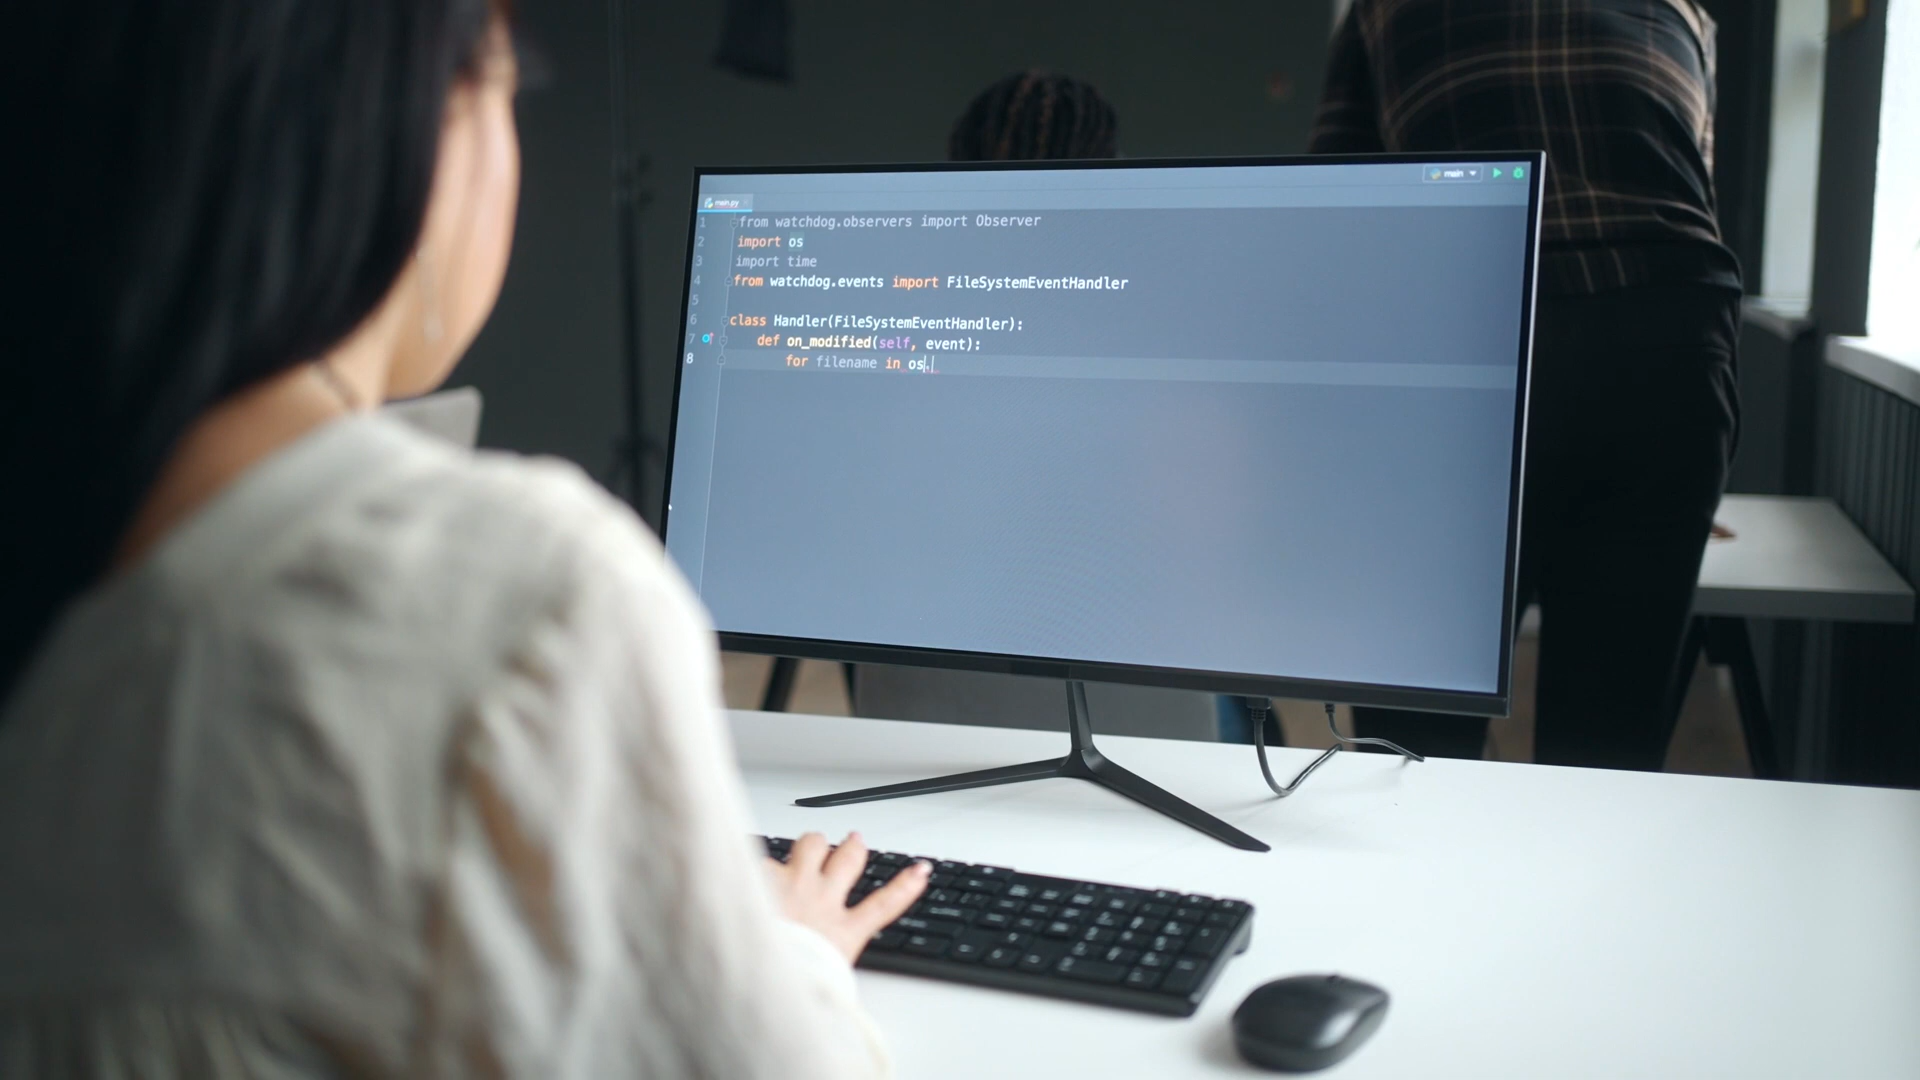 main
main.py
1 from watchdog.observers import Observer
2 import os
3 import time
4 from watchdog.events import FileSystemEventHandler
5
6 class Handler(FileSystemEventHandler):
7 def on_modified(self, event):
8 for filename in os.